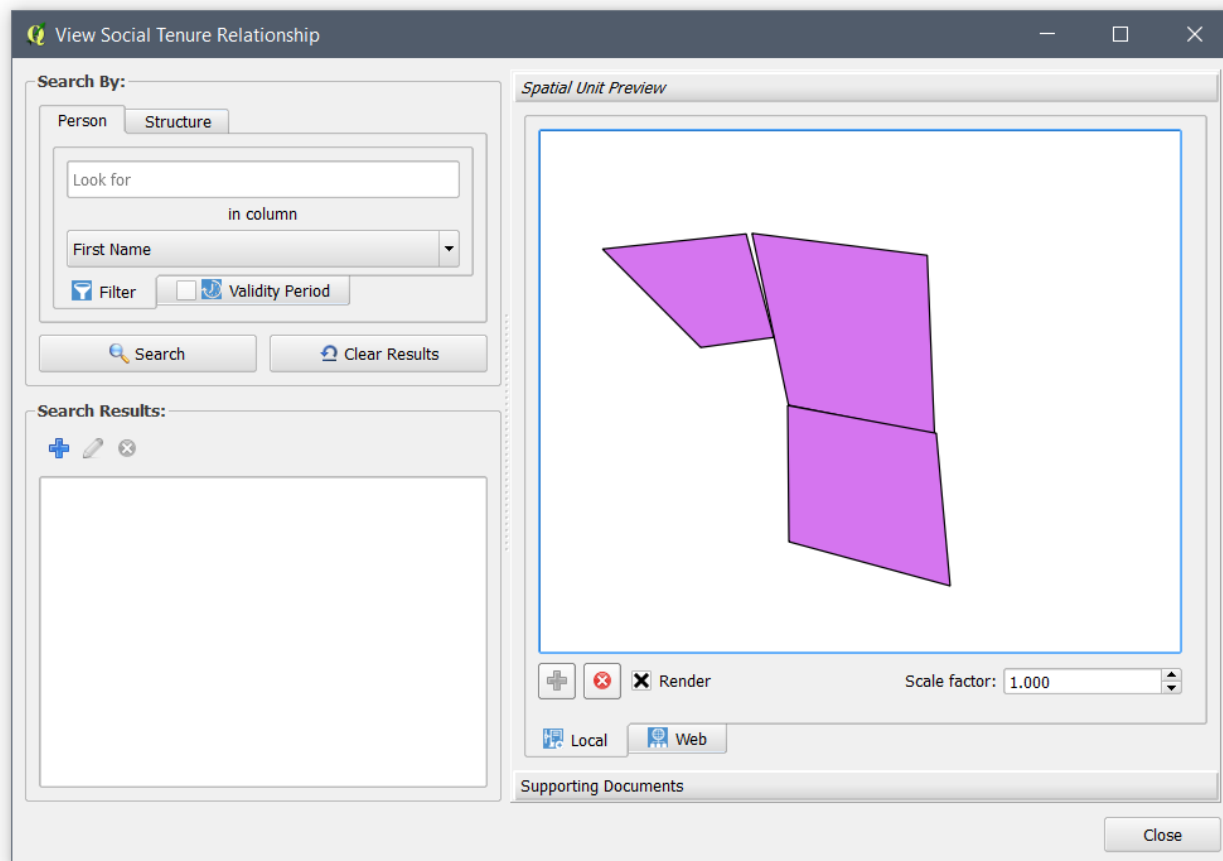 View Social Tenure Relationship
Search By:
Person
Structure
Look for
in column
First Name
Filter
Validity Period
Search
Clear Results
Search Results:
Spatial Unit Preview
Render
Scale factor: 1.000
Local
Web
Supporting Documents
Close